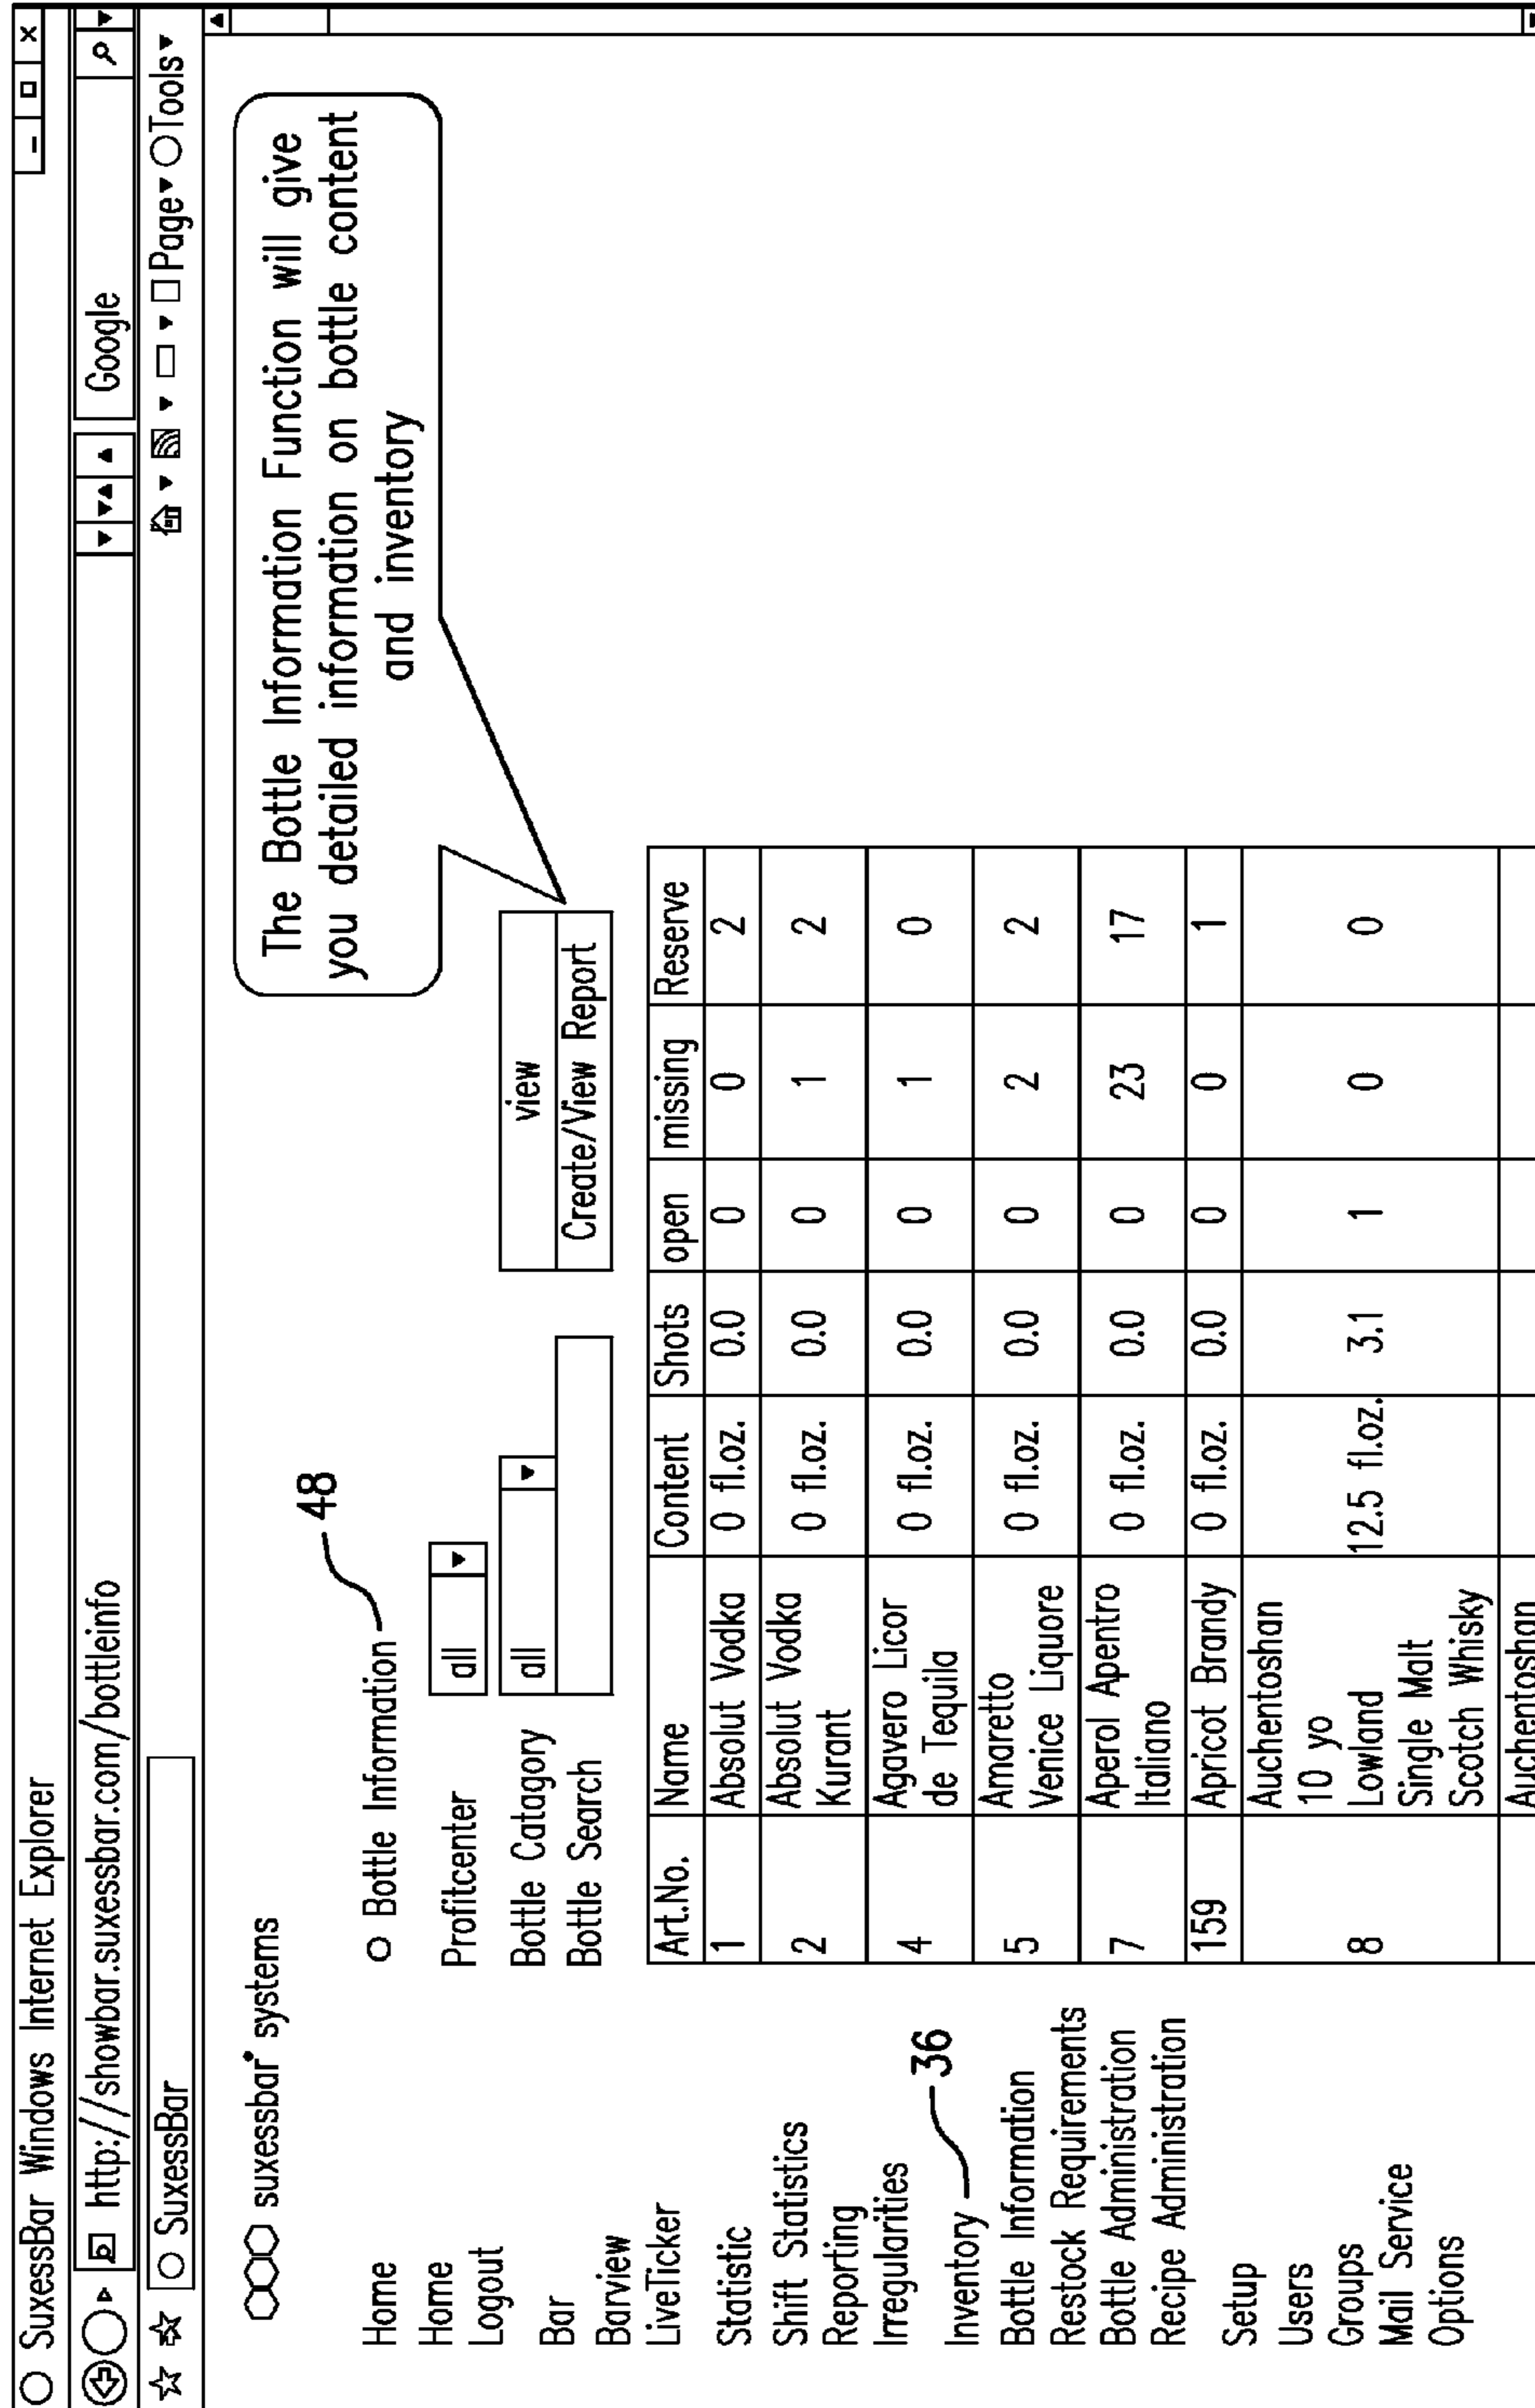 SuxessBar Windows Internet Explorer
http://showbar.suxessbar.com/bottleinfo
Google
SuxessBar
Page Tools
suxessbar systems
The Bottle Information Function will give
you detailed information on bottle content
and inventory
Home
Home
Logout
Bar
Barview
LiveTicker
Statistic
Shift Statistics
Reporting
Irregularities
Inventory 36
Bottle Information
Restock Requirements
Bottle Administration
Recipe Administration
Setup
Users
Groups
Mail Service
Options
Bottle Information 48
Profitcenter all
Bottle Catagory all view
Bottle Search Create/View Report
Art.No. Name Content Shots open missing Reserve
1 Absolut Vodka 0 fl.oz. 0.0 0 0 2
2 Absolut Vodka 0 fl.oz. 0.0 0 1 2
Kurant
4 Agavero Licor 0 fl.oz. 0.0 0 1 0
de Tequila
5 Amaretto 0 fl.oz. 0.0 0 2 2
Venice Liquore
7 Aperol Apentro 0 fl.oz. 0.0 0 23 17
Italiano
159 Apricot Brandy 0 fl.oz. 0.0 0 0 1
Auchentoshan
10 yo
8 Lowland 12.5 fl.oz. 3.1 1 0 0
Single Malt
Scotch Whisky
Auchentoshan